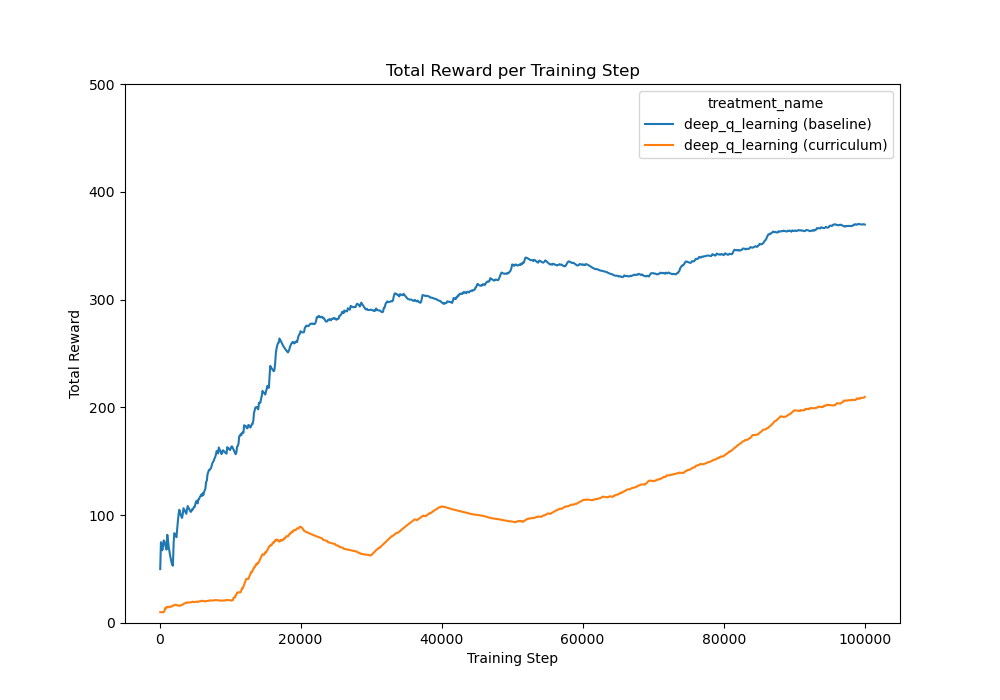 Total Reward per Training Step
500
treatment_name
deep_q_learning (baseline)
deep_q_learning (curriculum)
400
300
200
100
0
Total Reward
0 20000 40000 60000 80000 100000
Training Step